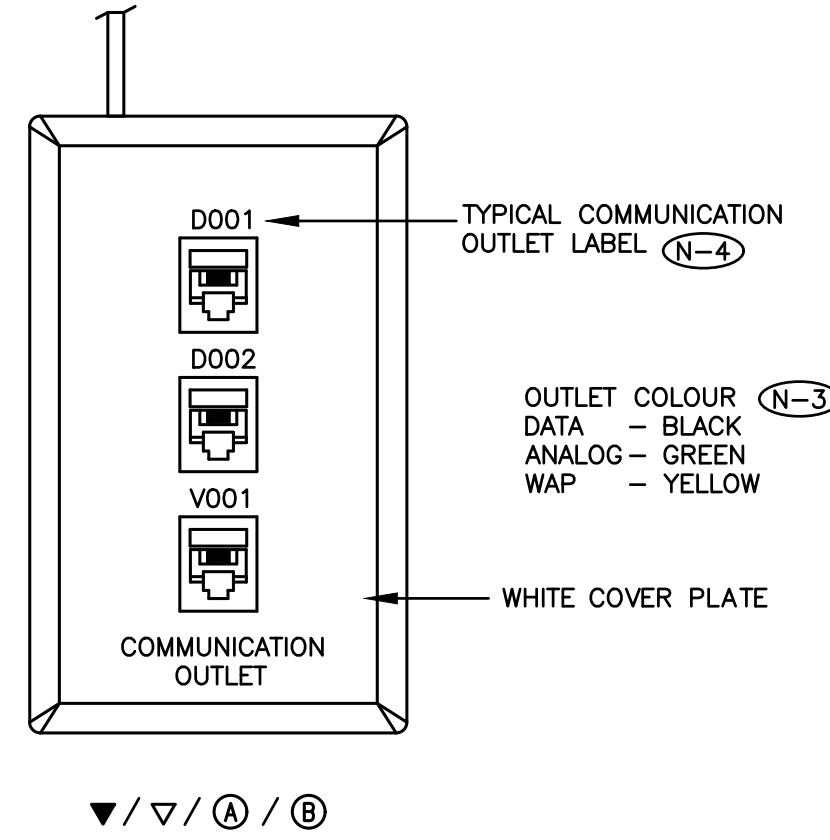 D001
TYPICAL COMMUNICATION
OUTLET LABEL N-4
D002
OUTLET COLOUR N-3
DATA - BLACK
ANALOG - GREEN
WAP - YELLOW
V001
WHITE COVER PLATE
COMMUNICATION
OUTLET
▼ / ▽ / Ⓐ / Ⓑ